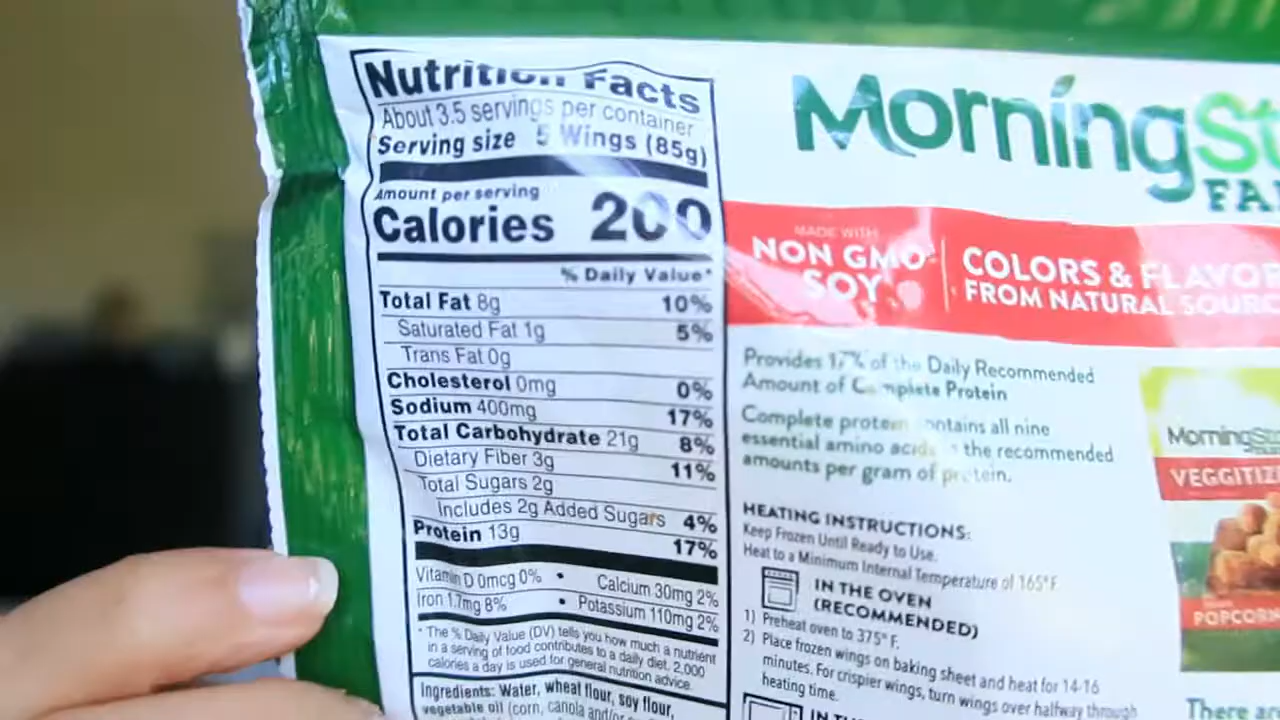 Nutrition Facts
About 3.5 servings per container
Serving size 5 Wings (85g)
Amount per serving
Calories 200
% Daily Value*
Total Fat 8g 10%
Saturated Fat 1g 5%
Trans Fat 0g
Cholesterol 0mg 0%
Sodium 400mg 17%
Total Carbohydrate 21g 8%
Dietary Fiber 3g 11%
Total Sugars 2g
Includes 2g Added Sugars 4%
Protein 13g 17%
Vitamin D 0mcg 0% • Calcium 30mg 2%
Iron 1.7mg 8% • Potassium 110mg 2%
* The % Daily Value (DV) tells you how much a nutrient
in a serving of food contributes to a daily diet. 2,000
calories a day is used for general nutrition advice.
Ingredients: Water, wheat flour, soy flour,
vegetable oil (corn, canola and/or
MorningSt
FA
MADE WITH
NON GMO
SOY
COLORS & FLAVOR
FROM NATURAL SOURC
Provides 17% of the Daily Recommended
Amount of Complete Protein
Complete protein contains all nine
essential amino acids the recommended
amounts per gram of protein.
HEATING INSTRUCTIONS:
Keep Frozen Until Ready to Use.
Heat to a Minimum Internal Temperature of 165°F.
IN THE OVEN
(RECOMMENDED)
1) Preheat oven to 375° F.
2) Place frozen wings on baking sheet and heat for 14-16
minutes. For crispier wings, turn wings over halfway through
heating time.
MorningSt
VEGGITIZ
POPCORN
There are